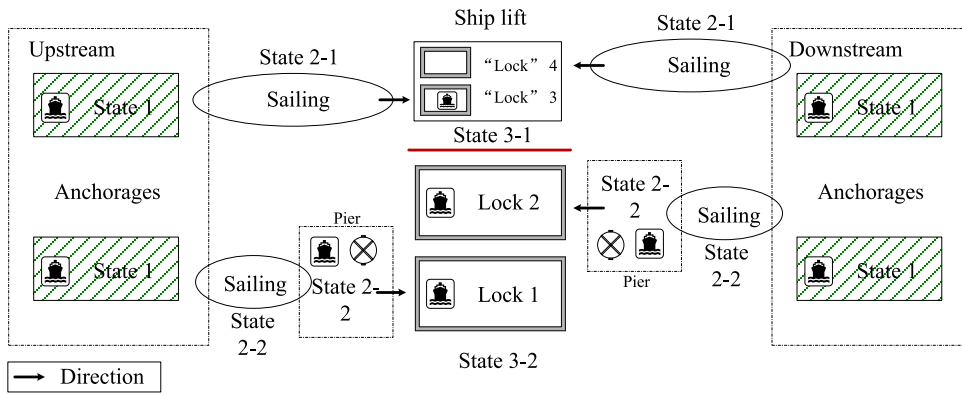 Ship lift
State 2-1
Upstream
Downstream
State 2-1
“Lock” 4
Sailing
Sailing
“Lock” 3
State 1
State 1
State 3-1
State 2-
2
Anchorages
Anchorages
Lock 2
Sailing
Pier
State 1
State 1
State
2-2
Pier
Sailing
State 2-
2
Lock 1
State
2-2
State 3-2
Direction